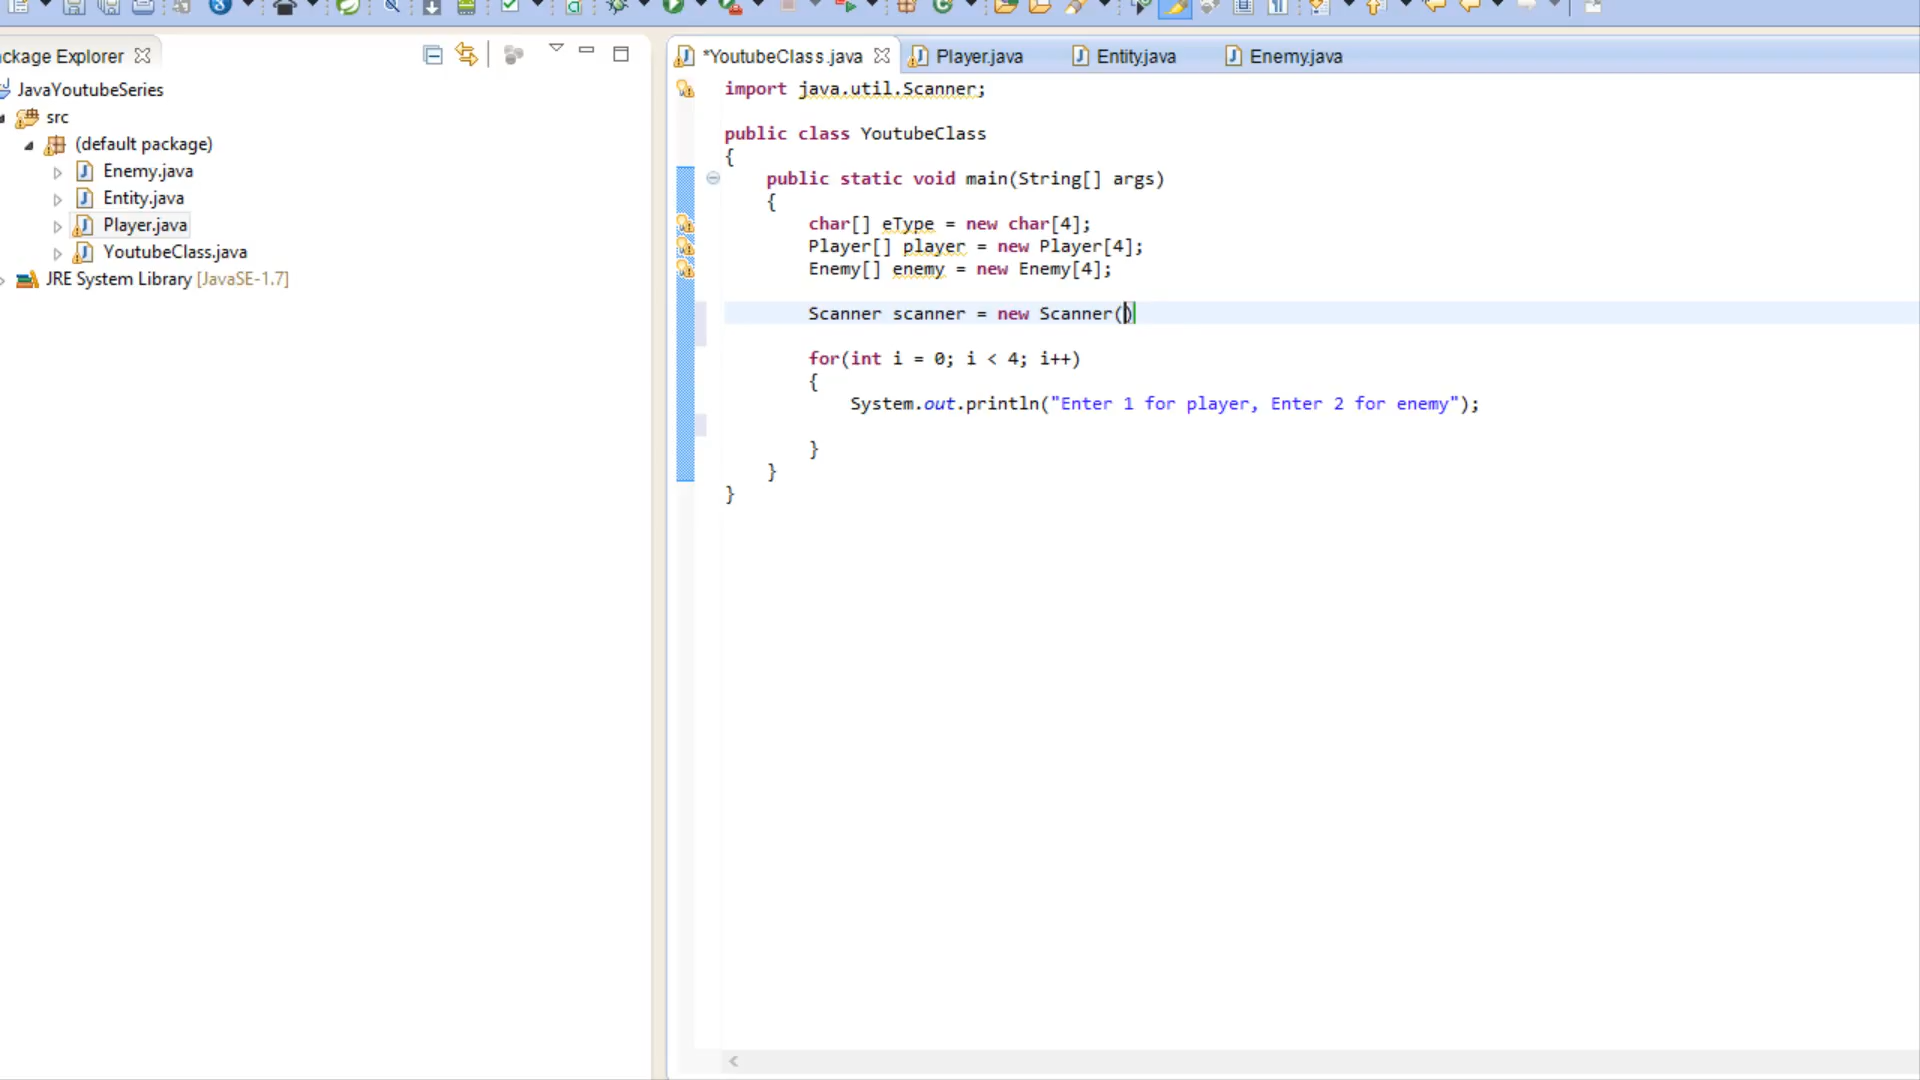 ackage Explorer
JavaYoutubeSeries
src
(default package)
Enemy.java
Entity.java
Player.java
YoutubeClass.java
JRE System Library [JavaSE-1.7]
*YoutubeClass.java
Player.java
Entity.java
Enemy.java
import java.util.Scanner;
public class YoutubeClass
{
public static void main(String[] args)
{
char[] eType = new char[4];
Player[] player = new Player[4];
Enemy[] enemy = new Enemy[4];
Scanner scanner = new Scanner()
for(int i = 0; i < 4; i++)
{
System.out.println("Enter 1 for player, Enter 2 for enemy");
}
}
}